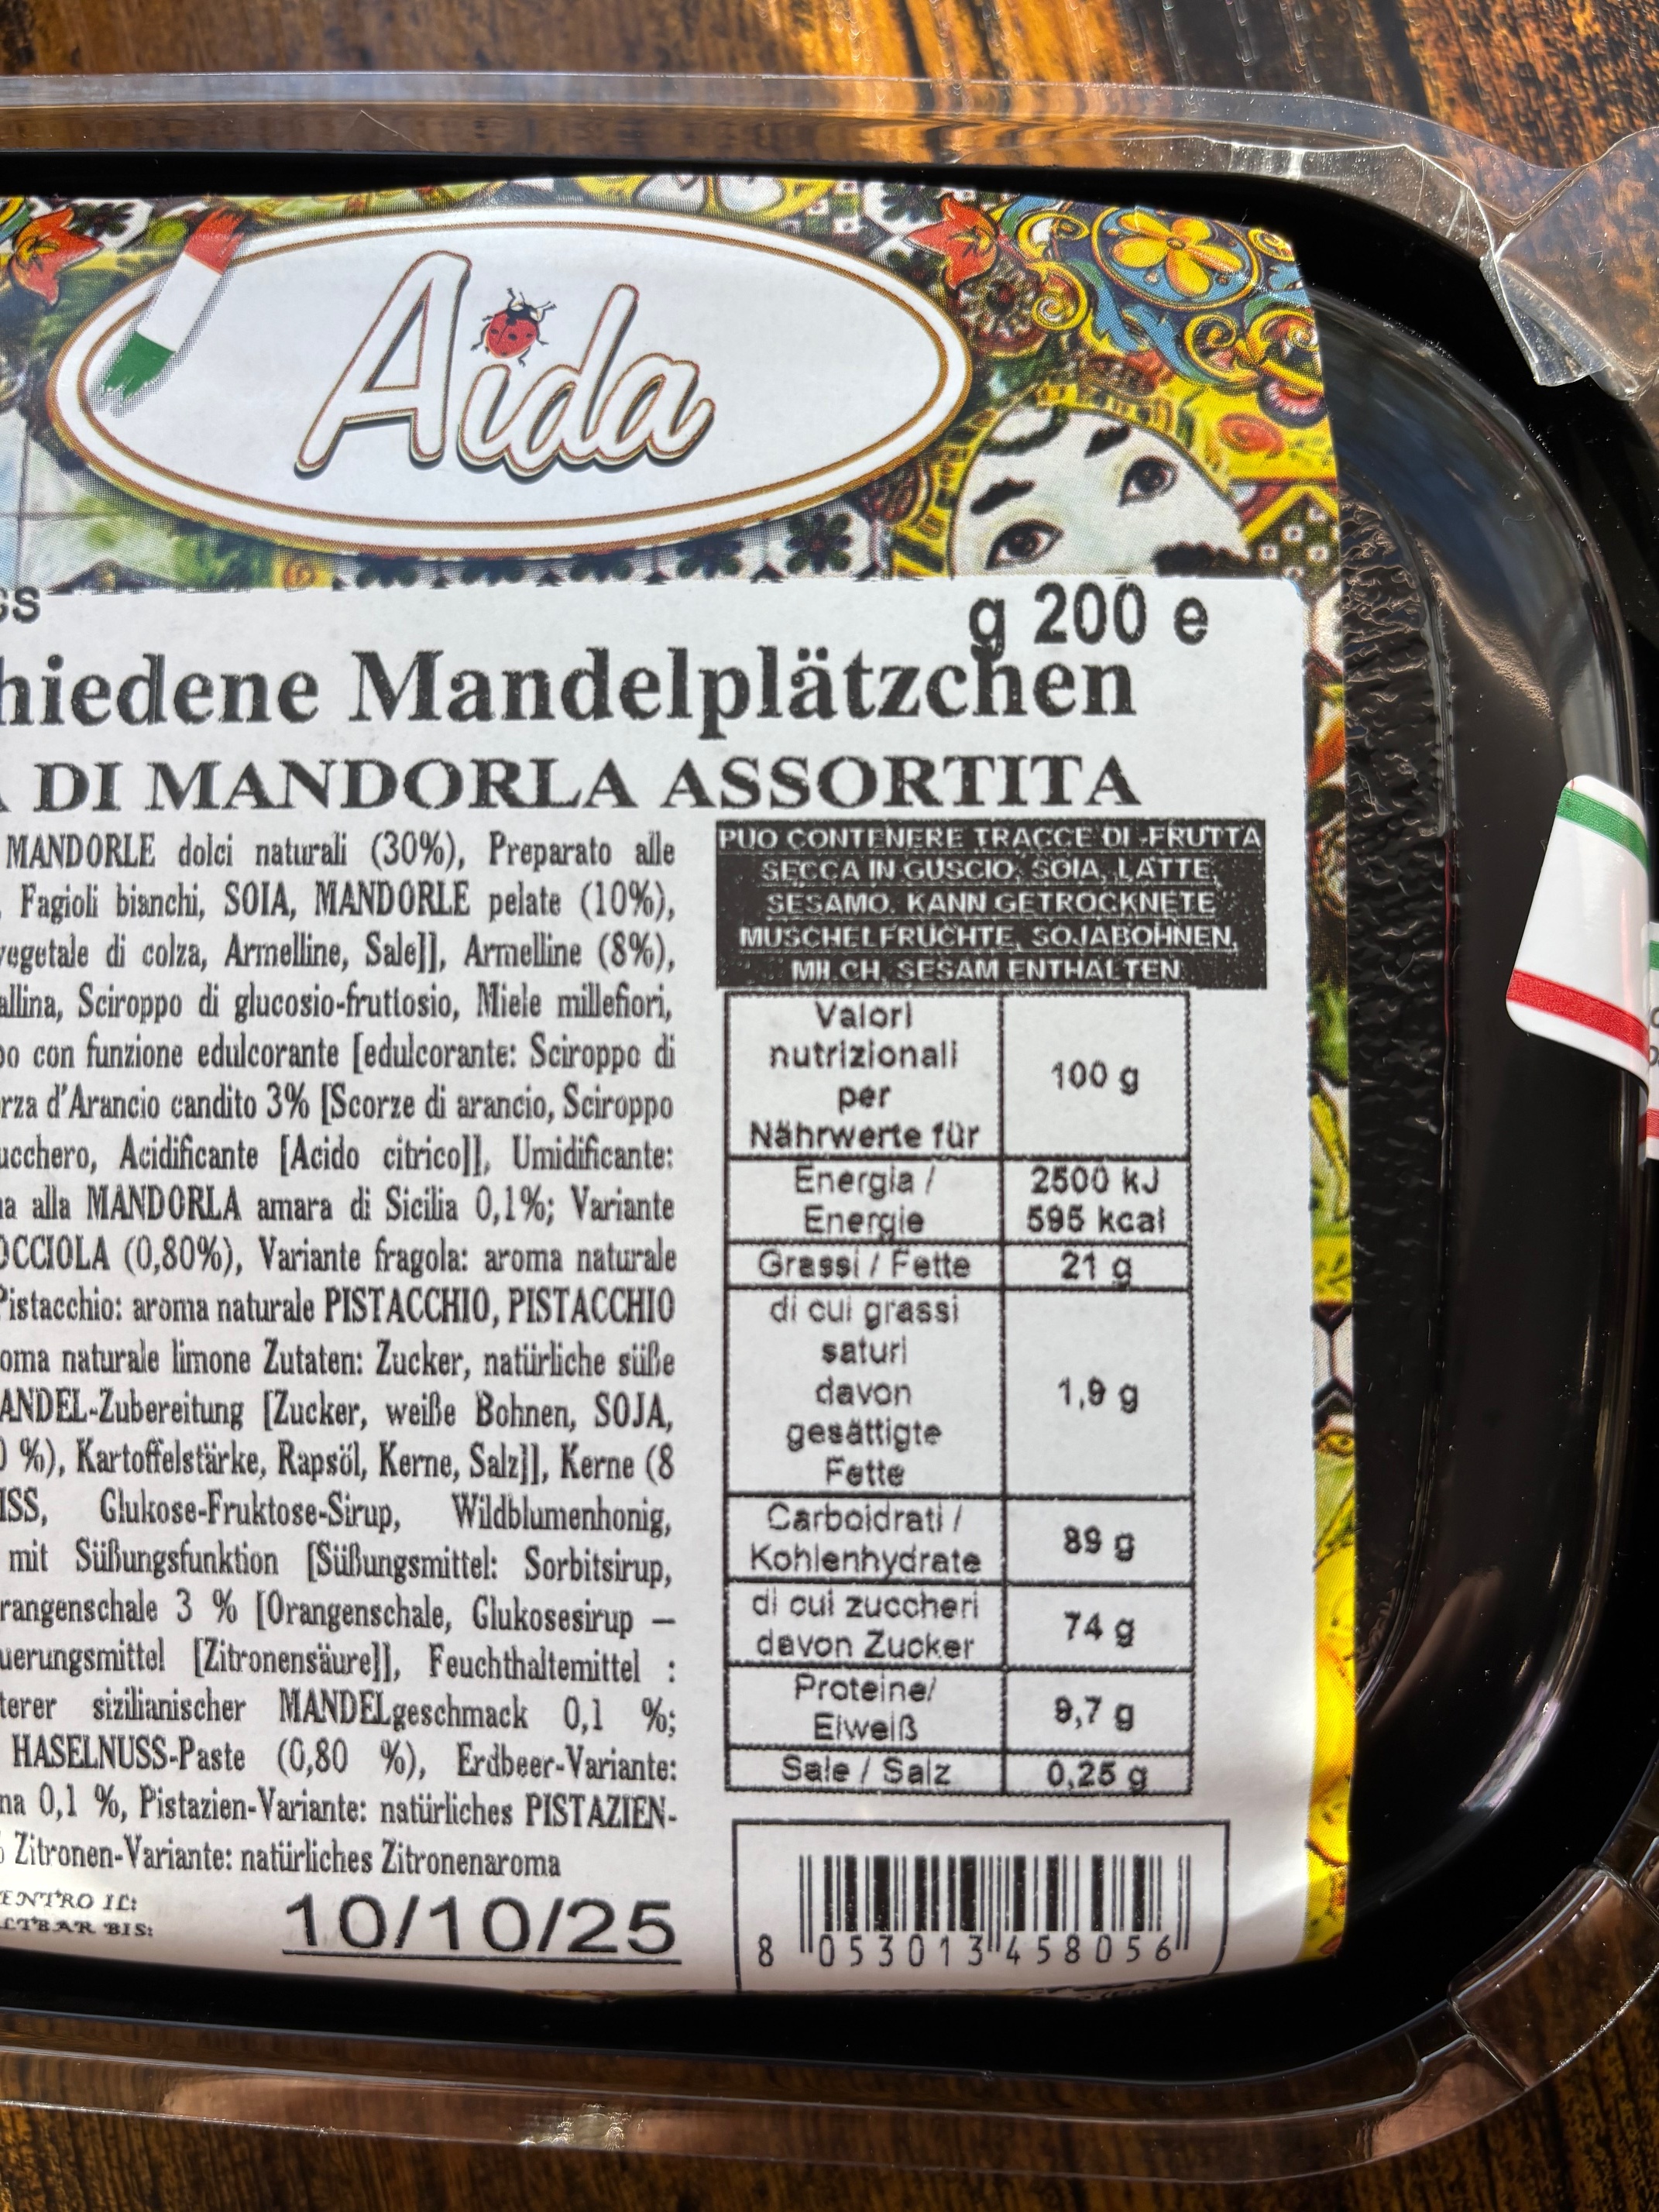 Aida
g 200 e
hiedene Mandelplätzchen
DI MANDORLA ASSORTITA
MANDORLE dolci naturali (30%), Preparato alle
, Fagioli bianchi, SOIA, MANDORLE pelate (10%),
vegetale di colza, Armelline, Sale]], Armelline (8%),
allina, Sciroppo di glucosio-fruttosio, Miele millefiori,
po con funzione edulcorante [edulcorante: Sciroppo di
rza d'Arancio candito 3% [Scorze di arancio, Sciroppo
ucchero, Acidificante [Acido citrico]], Umidificante:
na alla MANDORLA amara di Sicilia 0,1%; Variante
OCCIOLA (0,80%), Variante fragola: aroma naturale
Pistacchio: aroma naturale PISTACCHIO, PISTACCHIO
oma naturale limone Zutaten: Zucker, natürliche süße
ANDEL-Zubereitung [Zucker, weiße Bohnen, SOJA,
0 %), Kartoffelstärke, Rapsöl, Kerne, Salz]], Kerne (8
ISS, Glukose-Fruktose-Sirup, Wildblumenhonig,
mit Süßungsfunktion [Süßungsmittel: Sorbitsirup,
rangenschale 3 % [Orangenschale, Glukosesirup –
uerungsmittel [Zitronensäure]], Feuchthaltemittel :
terer sizilianischer MANDELgeschmack 0,1 %;
HASELNUSS-Paste (0,80 %), Erdbeer-Variante:
na 0,1 %, Pistazien-Variante: natürliches PISTAZIEN-
Zitronen-Variante: natürliches Zitronenaroma
ENTRO IL:
LTBAR BIS:
10/10/25
PUO CONTENERE TRACCE DI FRUTTA
SECCA IN GUSCIO, SOIA, LATTE,
SESAMO. KANN GETROCKNETE
MUSCHELFRÜCHTE, SOJABOHNEN,
MILCH, SESAM ENTHALTEN
Valori
nutrizionali
per
Nährwerte für
100 g
Energia /
Energie
2500 kJ
595 kcal
Grassi / Fette
21 g
di cui grassi
saturi
davon
gesättigte
Fette
1,9 g
Carboidrati /
Kohlenhydrate
89 g
di cui zuccheri
davon Zucker
74 g
Proteine/
Eiweiß
9,7 g
Sale / Salz
0,25 g
8 053013 458056